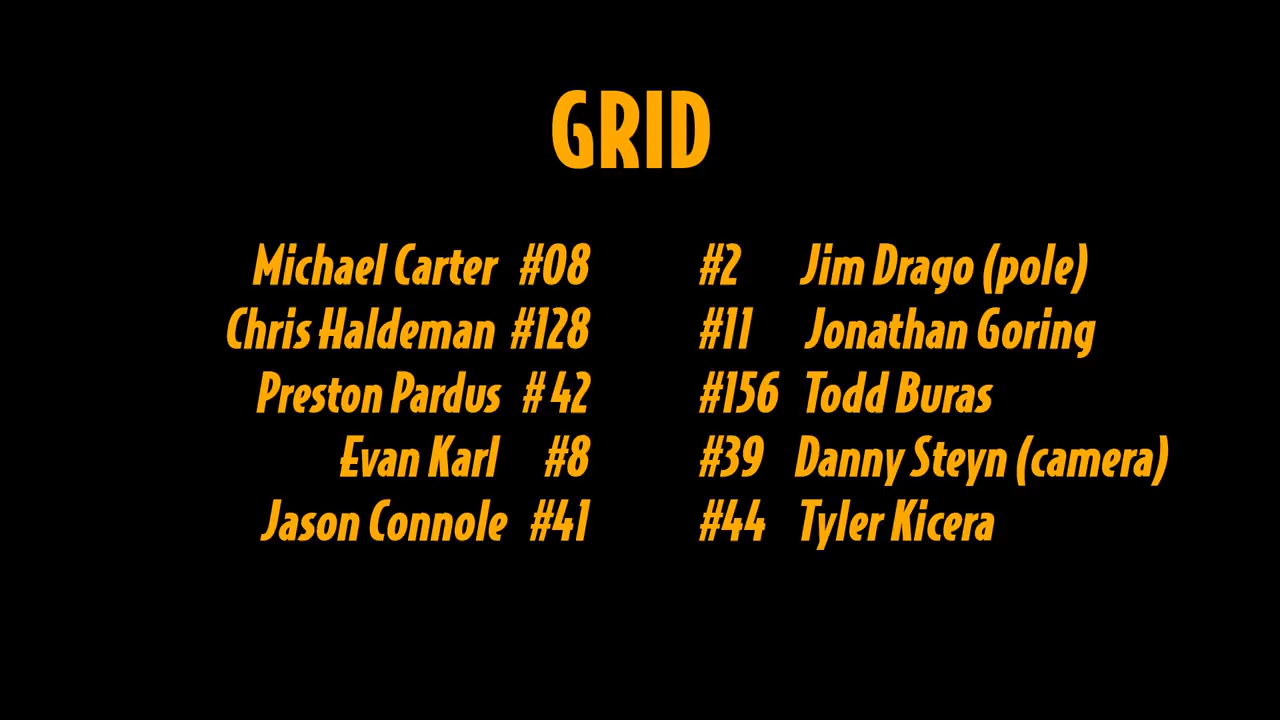 GRID
Michael Carter #08 #2 Jim Drago (pole)
Chris Haldeman #128 #11 Jonathan Goring
Preston Pardus # 42 #156 Todd Buras
Evan Karl #8 #39 Danny Steyn (camera)
Jason Connole #41 #44 Tyler Kicera